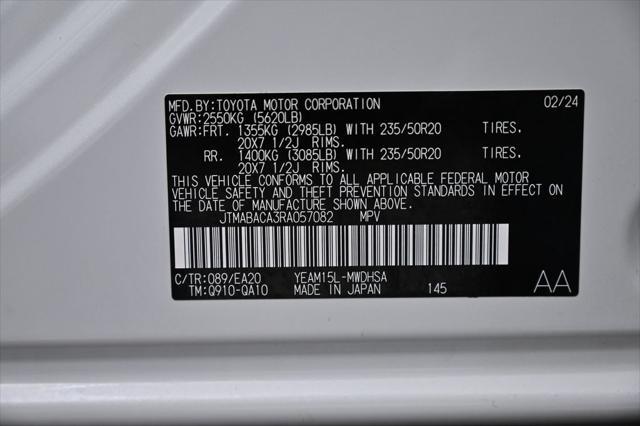 MFD. BY:TOYOTA MOTOR CORPORATION 02/24
GVWR:2550KG (5620LB)
GAWR:FRT. 1355KG (2985LB) WITH 235/50R20 TIRES.
20X7 1/2J RIMS.
RR. 1400KG (3085LB) WITH 235/50R20 TIRES.
20X7 1/2J RIMS.
THIS VEHICLE CONFORMS TO ALL APPLICABLE FEDERAL MOTOR
VEHICLE SAFETY AND THEFT PREVENTION STANDARDS IN EFFECT ON
THE DATE OF MANUFACTURE SHOWN ABOVE.
JTMABACA3RA057082 MPV
C/TR:089/EA20 YEAM15L-MWDHSA
TM:Q910-QA10 MADE IN JAPAN 145 AA